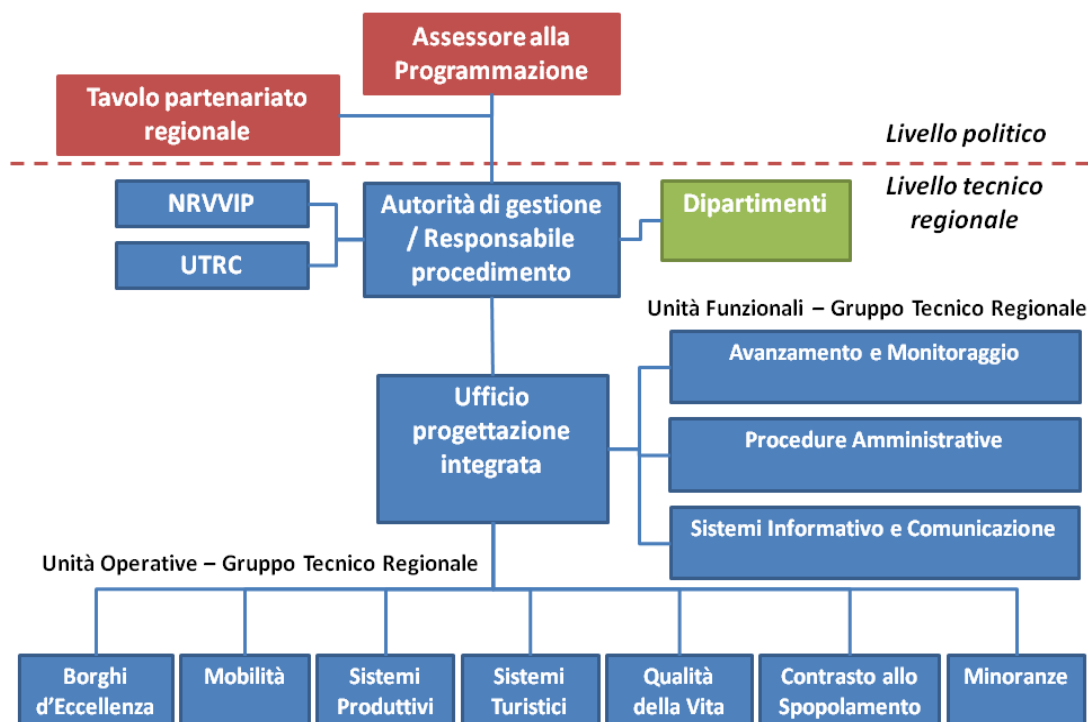 Assessore alla
Programmazione
Tavolo partenariato
regionale
Livello politico
Livello tecnico
regionale
NRVVIP
UTRC
Autorità di gestione
/ Responsabile
procedimento
Dipartimenti
Unità Funzionali – Gruppo Tecnico Regionale
Avanzamento e Monitoraggio
Ufficio
progettazione
integrata
Procedure Amministrative
Sistemi Informativo e Comunicazione
Unità Operative – Gruppo Tecnico Regionale
Borghi
d’Eccellenza
Mobilità
Sistemi
Produttivi
Sistemi
Turistici
Qualità
della Vita
Contrasto allo
Spopolamento
Minoranze